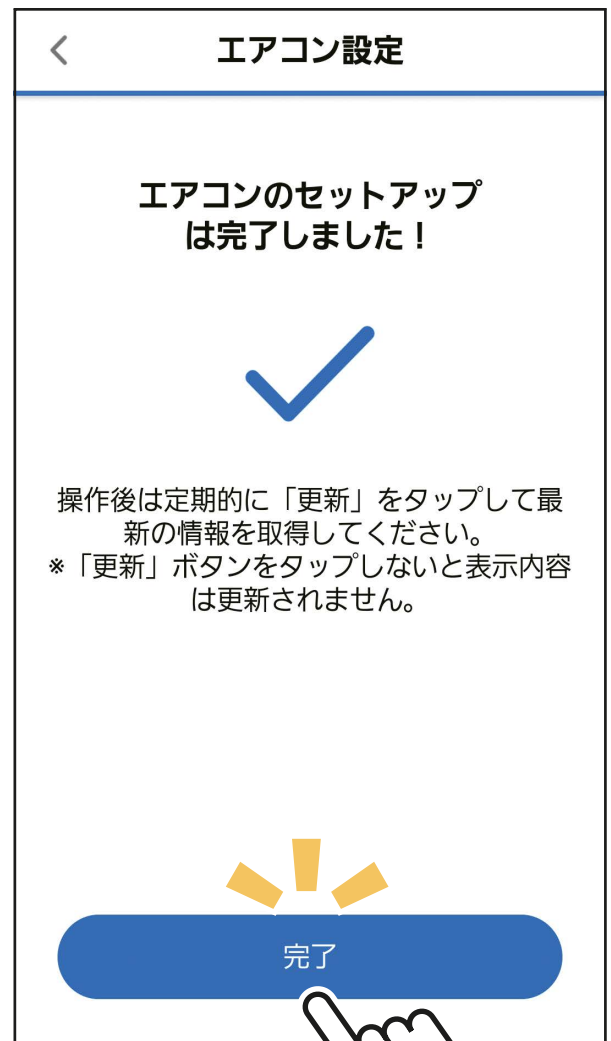 エアコン設定
エアコンのセットアップ
は完了しました！
操作後は定期的に「更新」をタップして最
新の情報を取得してください。
※「更新」ボタンをタップしないと表示内容
は更新されません。
完了